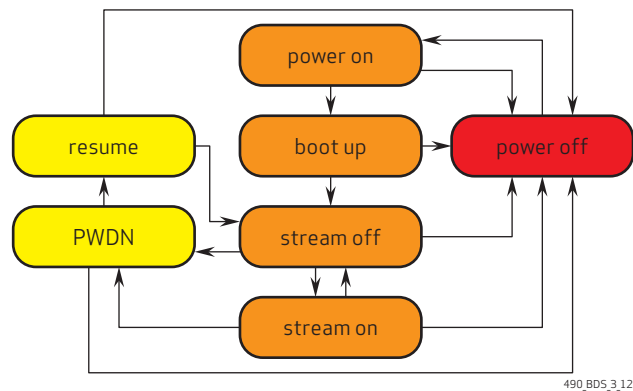 power on
resume
boot up
power off
PWDN
stream off
stream on
490_BDS_3_12